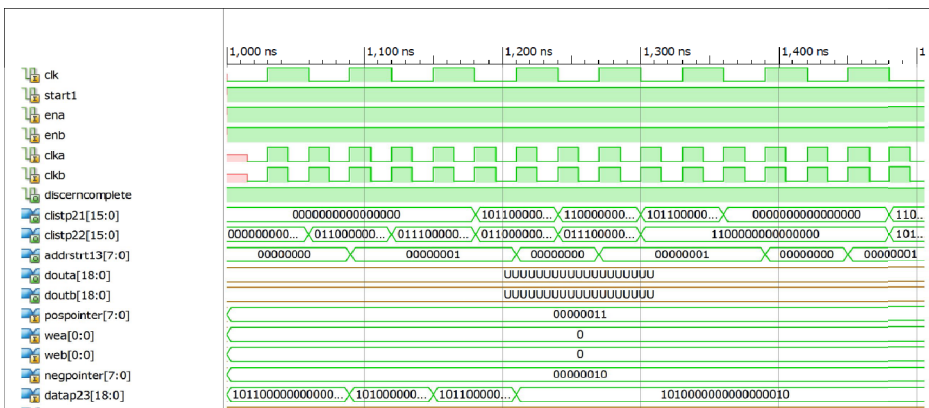 1,000 ns 1,100 ns 1,200 ns 1,300 ns 1,400 ns 1
clk
start1
ena
enb
clka
clkb
discerncomplete
clistp21[15:0] 0000000000000000 101100000... 110000000... 101100000... 0000000000000000 110...
clistp22[15:0] 000000000... 011000000... 011100000... 011000000... 011100000... 1100000000000000 101...
addrstrt13[7:0] 00000000 00000001 00000000 00000001 00000000 00000001
douta[18:0] UUUUUUUUUUUUUUUUUUU
doutb[18:0] UUUUUUUUUUUUUUUUUUU
pospointer[7:0] 00000011
wea[0:0] 0
web[0:0] 0
negpointer[7:0] 00000010
datap23[18:0] 101100000000000... 101000000... 101100000... 1010000000000000010